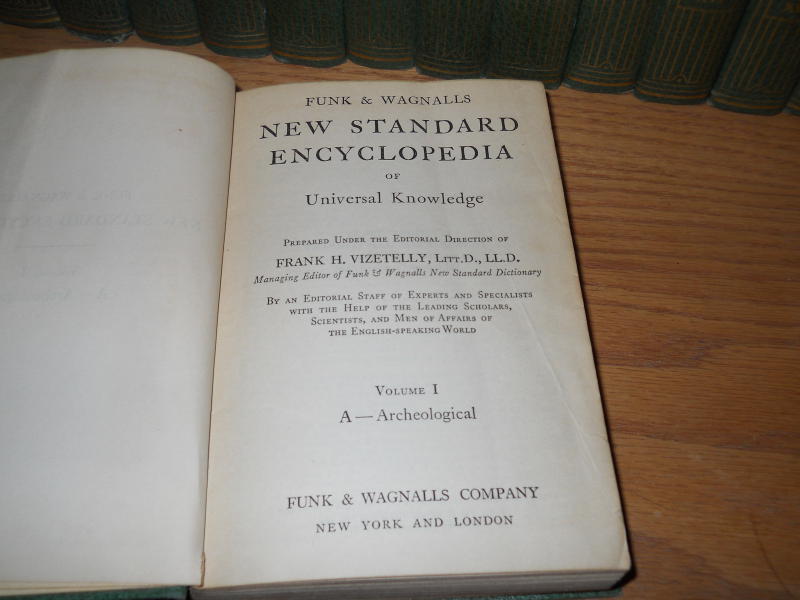 FUNK & WAGNALLS
NEW STANDARD
ENCYCLOPEDIA
OF
Universal Knowledge
PREPARED UNDER THE EDITORIAL DIRECTION OF
FRANK H. VIZETELLY, LITT.D., LL.D.
Managing Editor of Funk & Wagnalls New Standard Dictionary
BY AN EDITORIAL STAFF OF EXPERTS AND SPECIALISTS
WITH THE HELP OF THE LEADING SCHOLARS,
SCIENTISTS, AND MEN OF AFFAIRS OF
THE ENGLISH-SPEAKING WORLD
VOLUME I
A — Archeological
FUNK & WAGNALLS COMPANY
NEW YORK AND LONDON